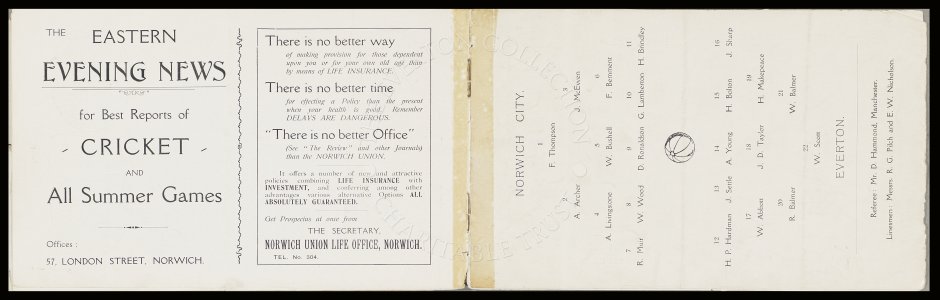 THE EASTERN
EVENING NEWS
for Best Reports of
CRICKET
AND
All Summer Games
Offices :
57, LONDON STREET, NORWICH.
There is no better way
of making provision for those dependent
upon you or for your own old age than
by means of LIFE INSURANCE.
There is no better time
for effecting a Policy than the present
when your health is good. Remember
DELAYS ARE DANGEROUS.
"There is no better Office"
(See "The Review" and other Journals)
than the NORWICH UNION.
It offers a number of new and attractive
policies combining LIFE INSURANCE with
INVESTMENT, and conferring among other
advantages various alternative Options ALL
ABSOLUTELY GUARANTEED.
Get Prospectus at once from
THE SECRETARY,
NORWICH UNION LIFE OFFICE, NORWICH.
TEL. No. 504.
NORWICH CITY.
1
F. Thompson
2 3
A. Archer J. McEwen
4 5 6
A. Livingstone W. Bushell F. Bemment
7 8 9 10 11
R. Muir W. Wood D. Ronaldson G. Lamberton H. Brindley
12 13 14 15 16
H. P. Hardman J. Settle A. Young H. Bolton J. Sharp
17 18 19
W. Abbott J. D. Taylor H. Makepeace
20 21
R. Balmer W. Balmer
22
W. Scott
EVERTON.
Referee: Mr. D. Hammond, Manchester.
Linesmen: Messrs. R. G. Pilch and E. W. Nicholson.